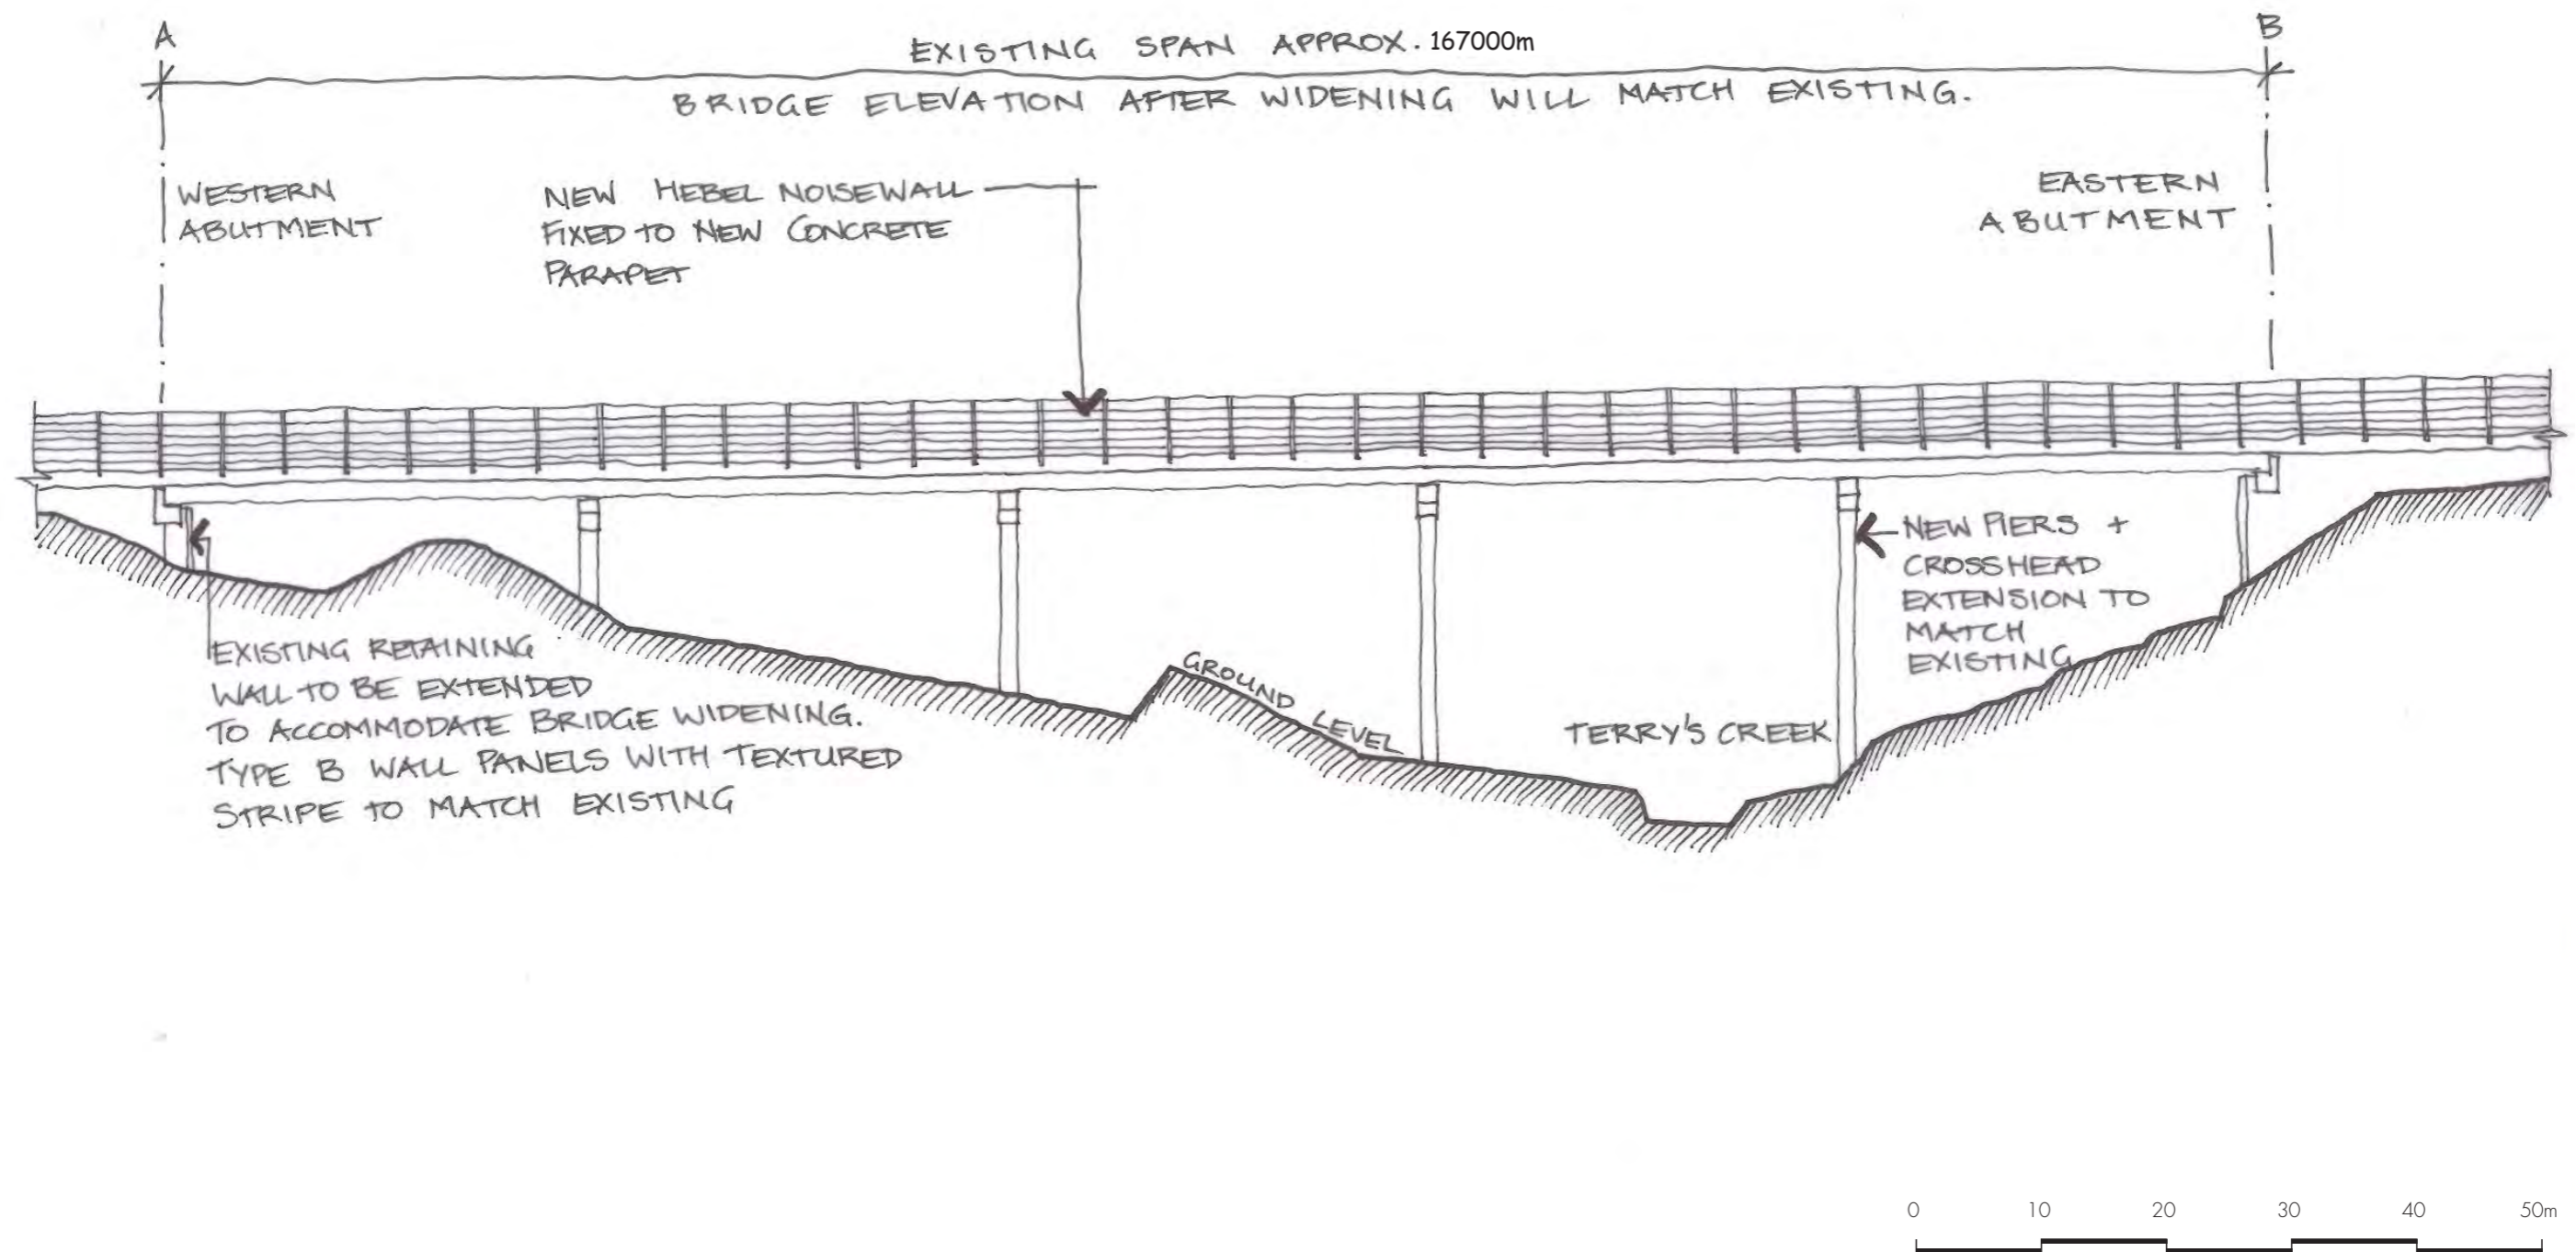 A
B
EXISTING SPAN APPROX. 167000m
BRIDGE ELEVATION AFTER WIDENING WILL MATCH EXISTING.
WESTERN
ABUTMENT
NEW HEBEL NOISEWALL
FIXED TO NEW CONCRETE
PARAPET
EASTERN
ABUTMENT
NEW PIERS +
CROSSHEAD
EXTENSION TO
MATCH
EXISTING
EXISTING RETAINING
WALL TO BE EXTENDED
TO ACCOMMODATE BRIDGE WIDENING.
TYPE B WALL PANELS WITH TEXTURED
STRIPE TO MATCH EXISTING
GROUND LEVEL
TERRY'S CREEK
0 10 20 30 40 50m